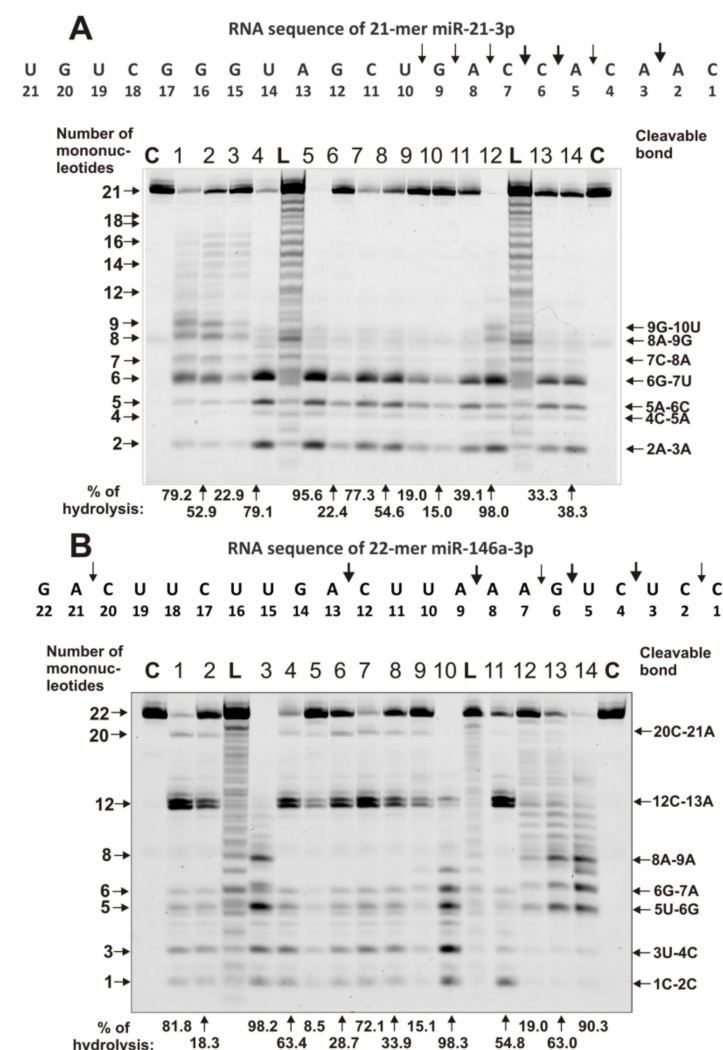 A
RNA sequence of 21-mer miR-21-3p
U G U C G G G U A G C U G A C C A C A A C
21 20 19 18 17 16 15 14 13 12 11 10 9 8 7 6 5 4 3 2 1
Number of
mononuc-
leotides
Cleavable
bond
C 1 2 3 4 L 5 6 7 8 9 10 11 12 L 13 14 C
21
18
16
14
12
9
8
7
6
5
4
2
9G-10U
8A-9G
7C-8A
6G-7U
5A-6C
4C-5A
2A-3A
% of
hydrolysis:
79.2 22.9 95.6 77.3 19.0 39.1 33.3
52.9 79.1 22.4 54.6 15.0 98.0 38.3
B
RNA sequence of 22-mer miR-146a-3p
G A C U U C U U G A C U U A A A G U C U C C
22 21 20 19 18 17 16 15 14 13 12 11 10 9 8 7 6 5 4 3 2 1
Number of
mononuc-
leotides
Cleavable
bond
C 1 2 L 3 4 5 6 7 8 9 10 L 11 12 13 14 C
22
20
12
8
6
5
3
1
20C-21A
12C-13A
8A-9A
6G-7A
5U-6G
3U-4C
1C-2C
% of
hydrolysis:
81.8 98.2 8.5 72.1 15.1 19.0 90.3
18.3 63.4 28.7 33.9 98.3 54.8 63.0